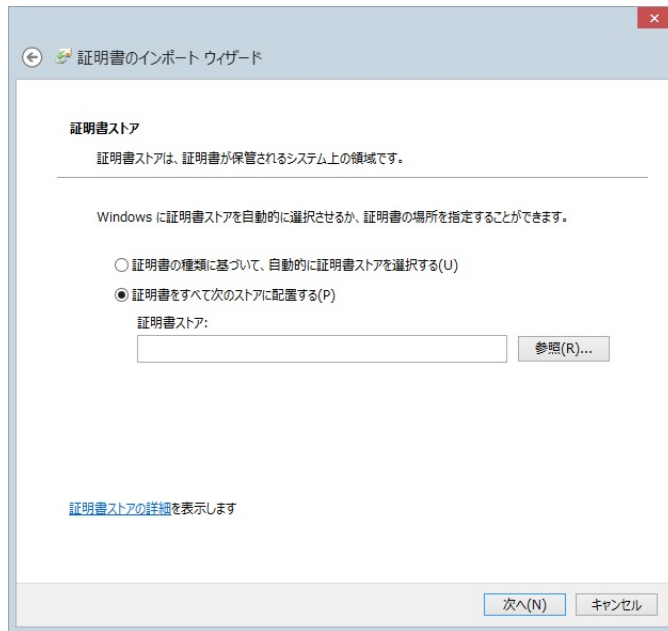 証明書のインポート ウィザード
証明書ストア
証明書ストアは、証明書が保管されるシステム上の領域です。
Windows に証明書ストアを自動的に選択させるか、証明書の場所を指定することができます。
証明書の種類に基づいて、自動的に証明書ストアを選択する(U)
証明書をすべて次のストアに配置する(P)
証明書ストア:
参照(R)...
証明書ストアの詳細を表示します
次へ(N)
キャンセル